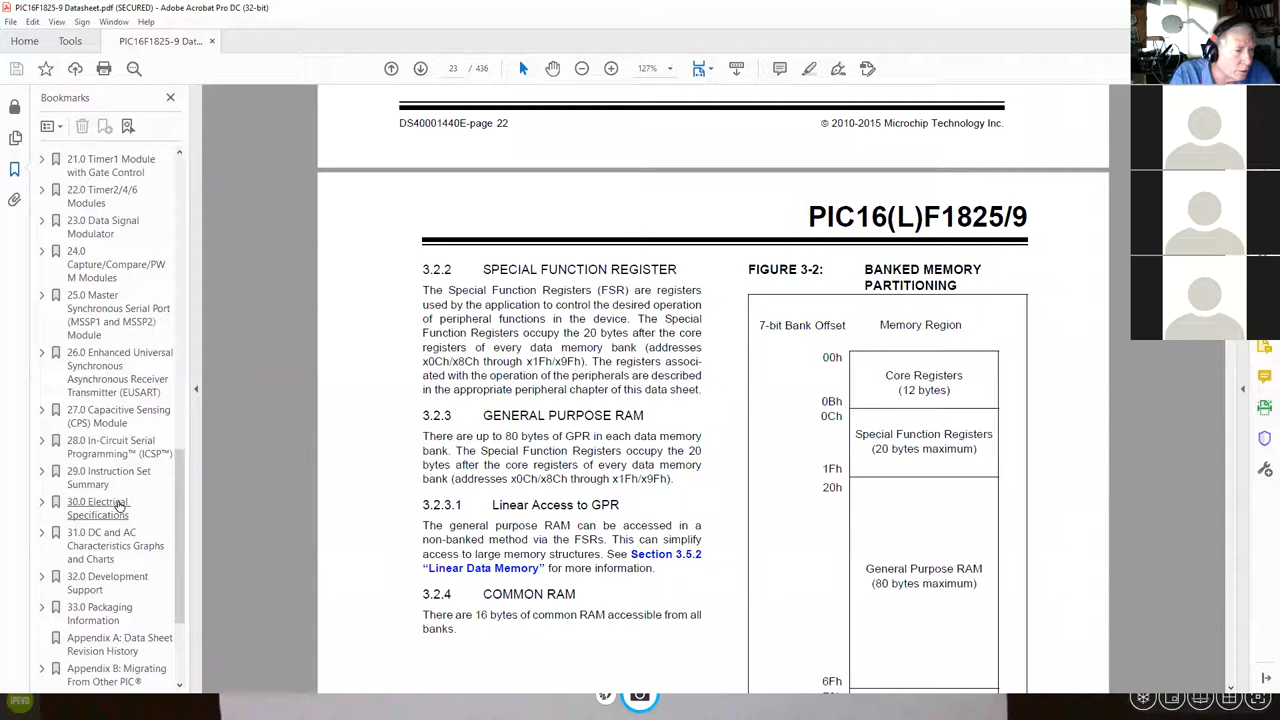 PIC16F1825-9 Datasheet.pdf (SECURED) - Adobe Acrobat Pro DC (32-bit)
File Edit View Sign Window Help
Home Tools PIC16F1825-9 Dat... ×
23 / 436 127%
Bookmarks
21.0 Timer1 Module
with Gate Control
22.0 Timer2/4/6
Modules
23.0 Data Signal
Modulator
24.0
Capture/Compare/PW
M Modules
25.0 Master
Synchronous Serial Port
(MSSP1 and MSSP2)
Module
26.0 Enhanced Universal
Synchronous
Asynchronous Receiver
Transmitter (EUSART)
27.0 Capacitive Sensing
(CPS) Module
28.0 In-Circuit Serial
Programming™ (ICSP™)
29.0 Instruction Set
Summary
30.0 Electrical
Specifications
31.0 DC and AC
Characteristics Graphs
and Charts
32.0 Development
Support
33.0 Packaging
Information
Appendix A: Data Sheet
Revision History
Appendix B: Migrating
From Other PIC®
DS40001440E-page 22 © 2010-2015 Microchip Technology Inc.
PIC16(L)F1825/9
3.2.2 SPECIAL FUNCTION REGISTER
The Special Function Registers (FSR) are registers
used by the application to control the desired operation
of peripheral functions in the device. The Special
Function Registers occupy the 20 bytes after the core
registers of every data memory bank (addresses
x0Ch/x8Ch through x1Fh/x9Fh). The registers associ-
ated with the operation of the peripherals are described
in the appropriate peripheral chapter of this data sheet.
3.2.3 GENERAL PURPOSE RAM
There are up to 80 bytes of GPR in each data memory
bank. The Special Function Registers occupy the 20
bytes after the core registers of every data memory
bank (addresses x0Ch/x8Ch through x1Fh/x9Fh).
3.2.3.1 Linear Access to GPR
The general purpose RAM can be accessed in a
non-banked method via the FSRs. This can simplify
access to large memory structures. See Section 3.5.2
“Linear Data Memory” for more information.
3.2.4 COMMON RAM
There are 16 bytes of common RAM accessible from all
banks.
FIGURE 3-2: BANKED MEMORY
PARTITIONING
7-bit Bank Offset Memory Region
00h
Core Registers
(12 bytes)
0Bh
0Ch
Special Function Registers
(20 bytes maximum)
1Fh
20h
General Purpose RAM
(80 bytes maximum)
6Fh